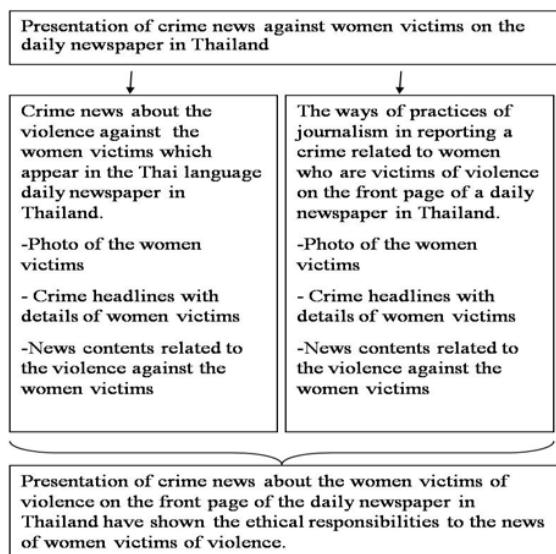 Presentation of crime news against women victims on the
daily newspaper in Thailand
Crime news about the
violence against the
women victims which
appear in the Thai language
daily newspaper in
Thailand.
-Photo of the women
victims
- Crime headlines with
details of women victims
-News contents related to
the violence against the
women victims
The ways of practices of
journalism in reporting a
crime related to women
who are victims of violence
on the front page of a daily
newspaper in Thailand.
-Photo of the women
victims
- Crime headlines with
details of women victims
-News contents related to
the violence against the
women victims
Presentation of crime news about the women victims of
violence on the front page of the daily newspaper in
Thailand have shown the ethical responsibilities to the news
of women victims of violence.